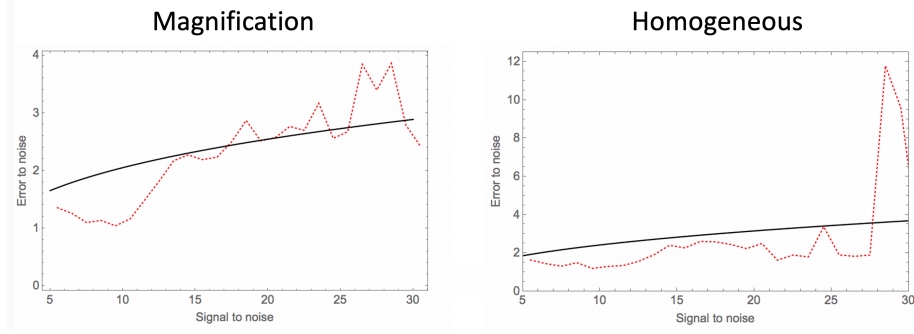 Magnification
Homogeneous
4
3
2
1
0
Error to noise
5 10 15 20 25 30
Signal to noise
12
10
8
6
4
2
0
Error to noise
5 10 15 20 25 30
Signal to noise